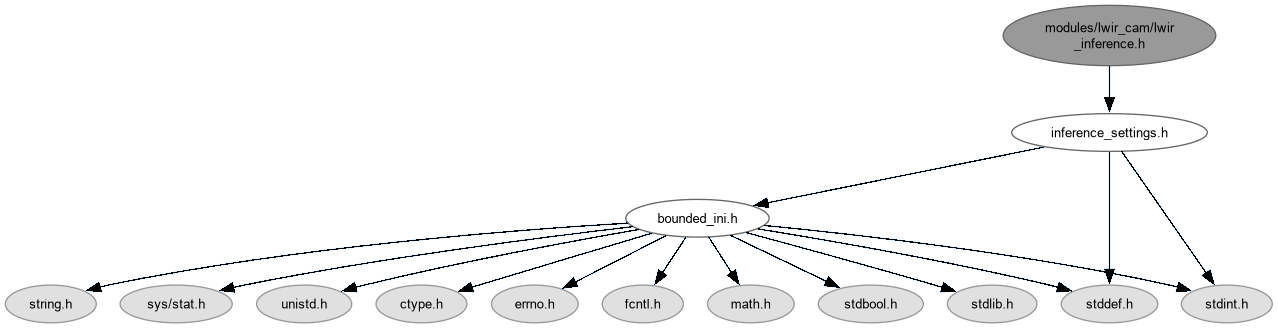 modules/lwir_cam/lwir
_inference.h
inference_settings.h
bounded_ini.h
string.h
sys/stat.h
unistd.h
ctype.h
errno.h
fcntl.h
math.h
stdbool.h
stdlib.h
stddef.h
stdint.h